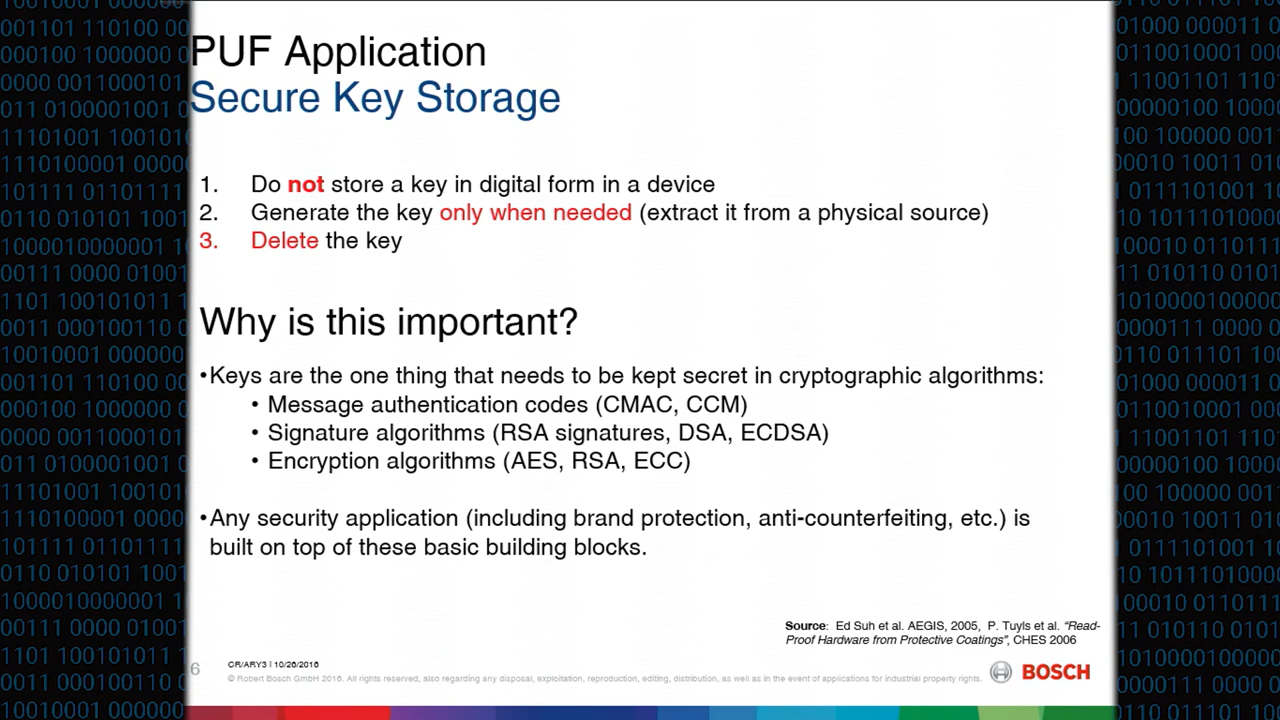 PUF Application
Secure Key Storage
1. Do not store a key in digital form in a device
2. Generate the key only when needed (extract it from a physical source)
3. Delete the key
Why is this important?
•Keys are the one thing that needs to be kept secret in cryptographic algorithms:
• Message authentication codes (CMAC, CCM)
• Signature algorithms (RSA signatures, DSA, ECDSA)
• Encryption algorithms (AES, RSA, ECC)
•Any security application (including brand protection, anti-counterfeiting, etc.) is
built on top of these basic building blocks.
Source: Ed Suh et al. AEGIS, 2005, P. Tuyls et al. “Read-
Proof Hardware from Protective Coatings”, CHES 2006
6
CR/ARY3 | 10/26/2016
© Robert Bosch GmbH 2016. All rights reserved, also regarding any disposal, exploitation, reproduction, editing, distribution, as well as in the event of applications for industrial property rights.
BOSCH